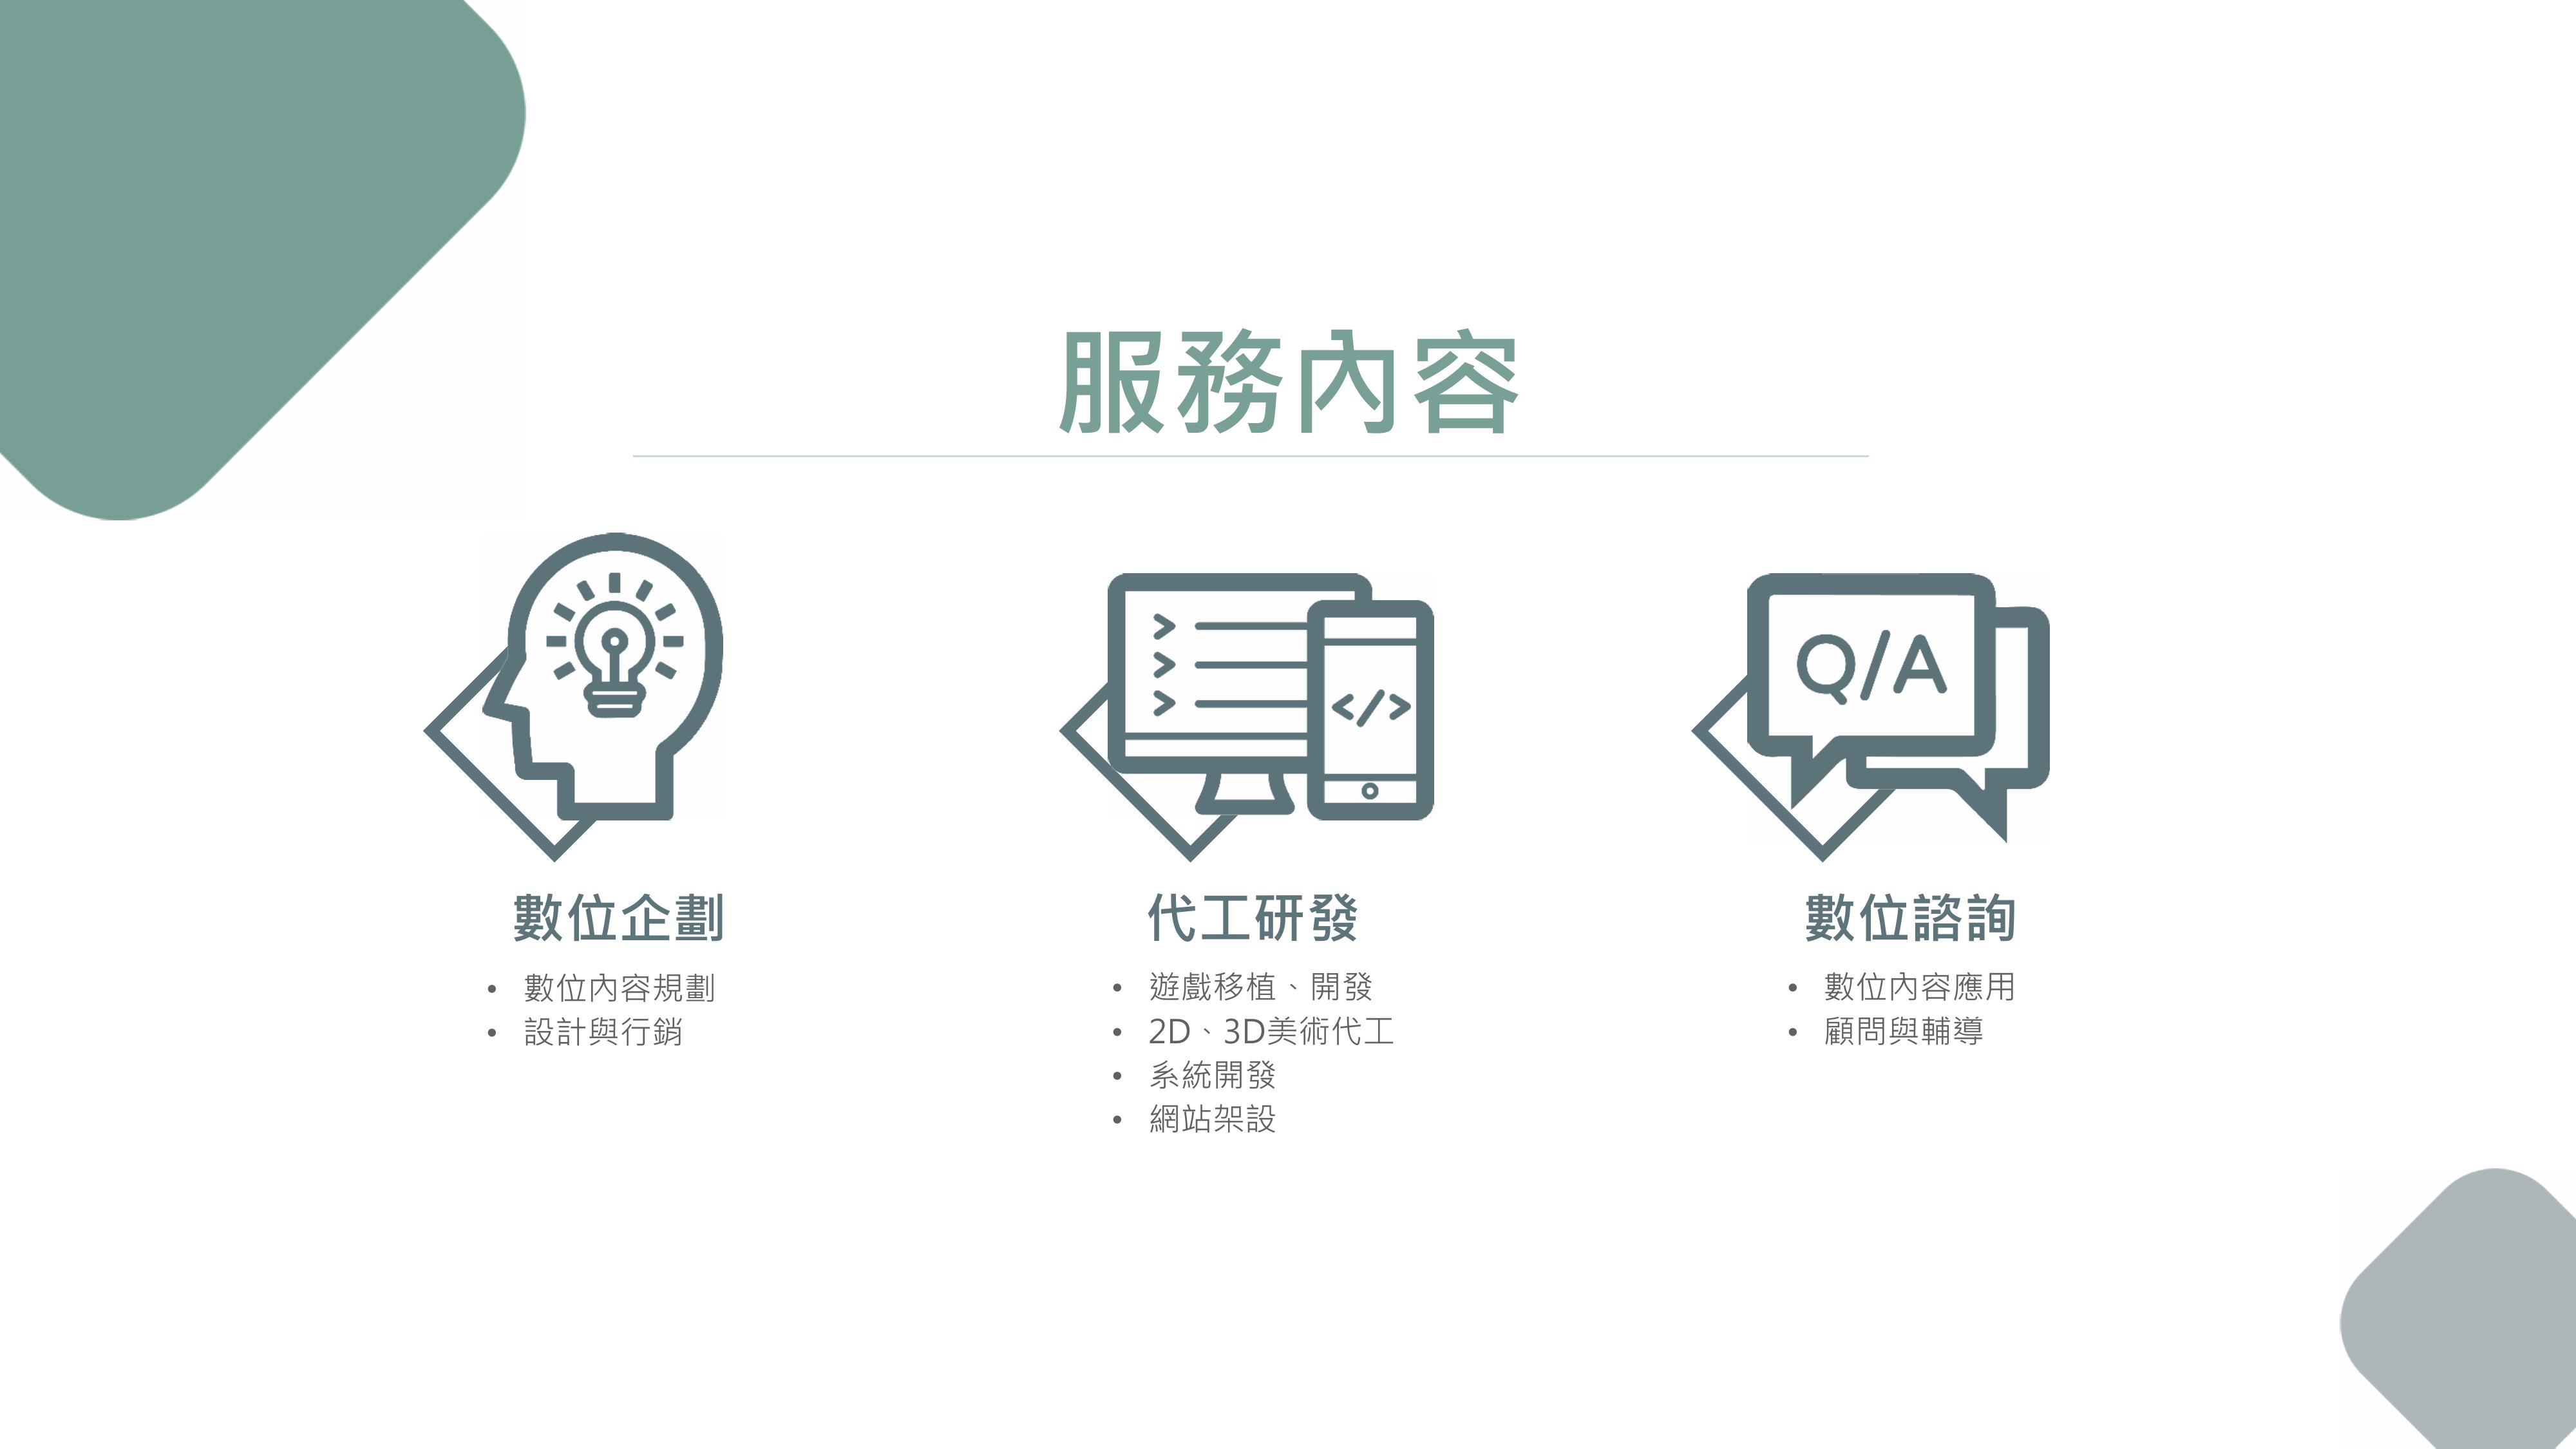 服務內容
Q/A
</>
數位企劃
• 數位內容規劃
• 設計與行銷
代工研發
• 遊戲移植、開發
• 2D、3D美術代工
• 系統開發
• 網站架設
數位諮詢
• 數位內容應用
• 顧問與輔導